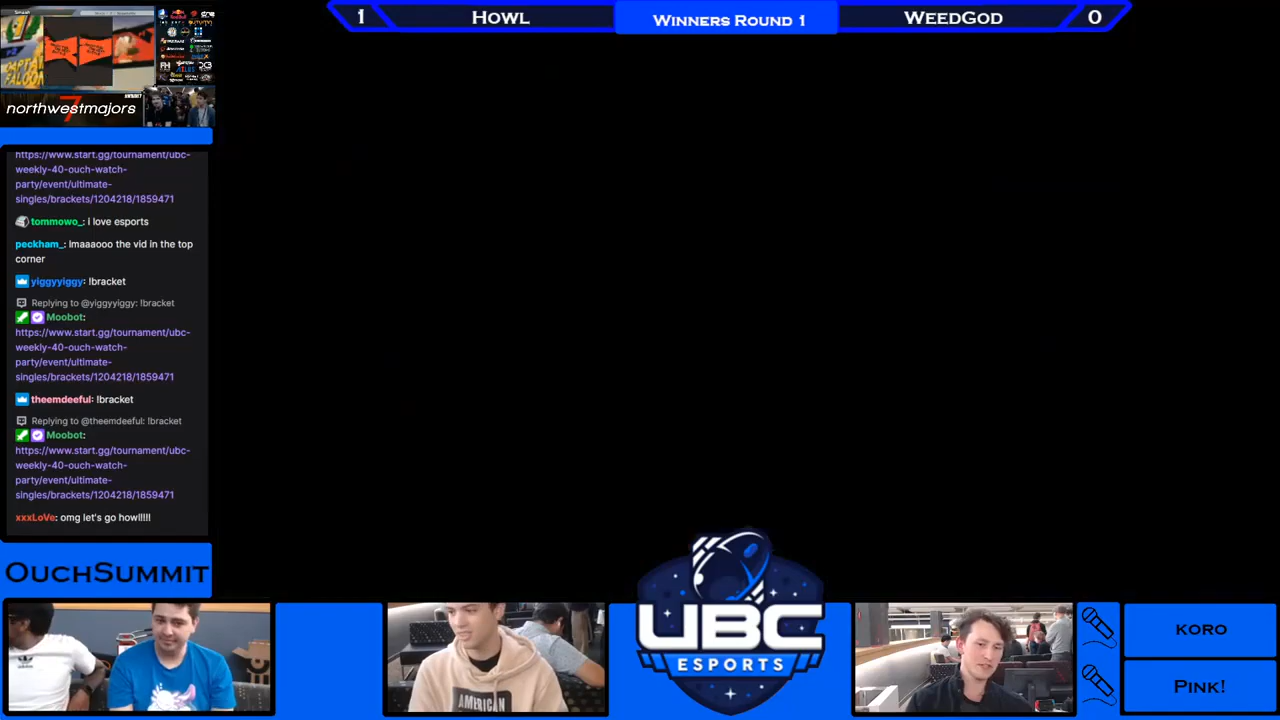 1
Howl
Winners Round 1
WeedGod
0
CAPTAIN
FALCON
northwestmajors
7
https://www.start.gg/tournament/ubc-
weekly-40-ouch-watch-
party/event/ultimate-
singles/brackets/1204218/1859471
tommowo_: i love esports
peckham_: lmaaaooo the vid in the top
corner
yiggyyiggy: !bracket
Replying to @yiggyyiggy: !bracket
Moobot:
https://www.start.gg/tournament/ubc-
weekly-40-ouch-watch-
party/event/ultimate-
singles/brackets/1204218/1859471
theemdeeful: !bracket
Replying to @theemdeeful: !bracket
Moobot:
https://www.start.gg/tournament/ubc-
weekly-40-ouch-watch-
party/event/ultimate-
singles/brackets/1204218/1859471
xxxLoVe: omg let's go howl!!!!
OuchSummit
adidas
AMERICAN
UBC
ESPORTS
KORO
Pink!